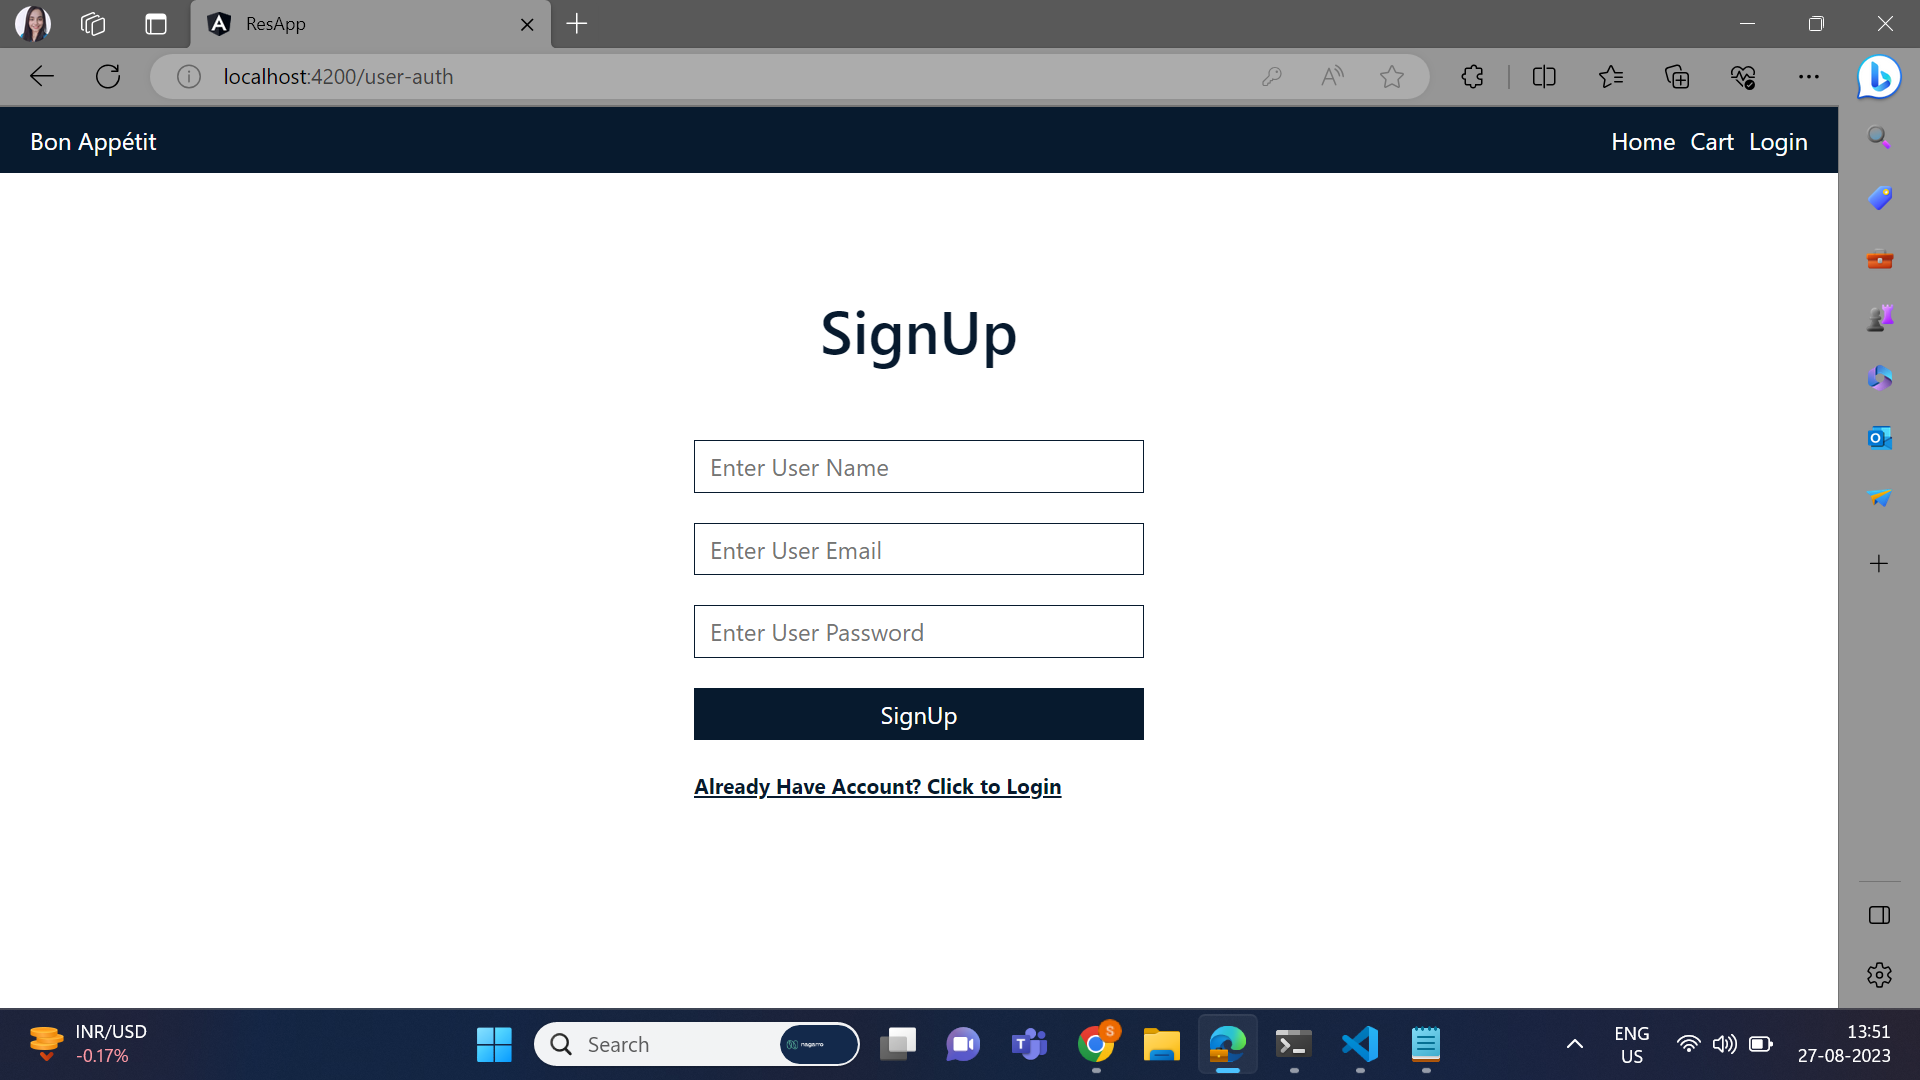 ResApp
localhost:4200/user-auth
Bon Appétit
Home Cart Login
SignUp
Enter User Name
Enter User Email
Enter User Password
SignUp
Already Have Account? Click to Login
INR/USD
-0.17%
Search
nagarro
S
T
ENG
US
13:51
27-08-2023